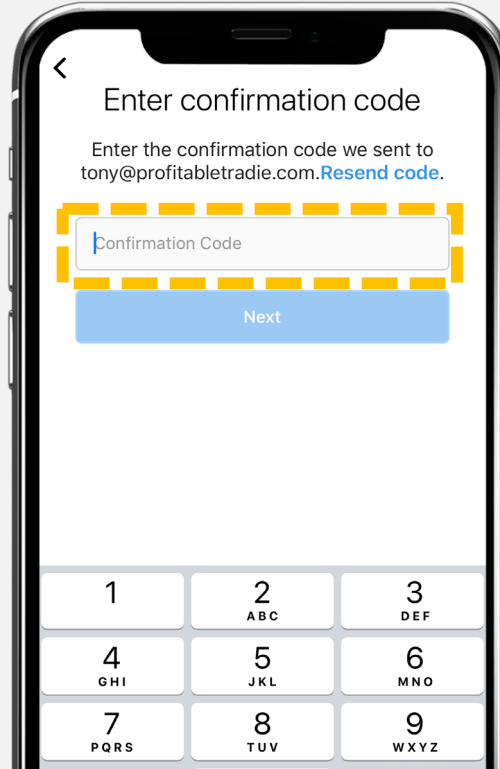 Enter confirmation code
Enter the confirmation code we sent to
tony@profitabletradie.com.Resend code.
Confirmation Code
Next
1
2
ABC
3
DEF
4
GHI
5
JKL
6
MNO
7
PQRS
8
TUV
9
WXYZ